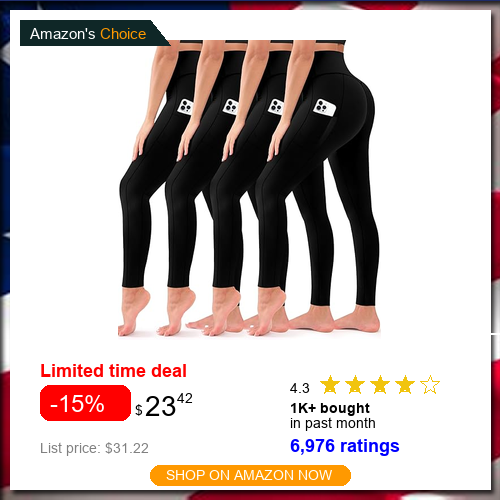 Amazon's Choice
Limited time deal
-15% $23 42
List price: $31.22
4.3
1K+ bought
in past month
6,976 ratings
SHOP ON AMAZON NOW